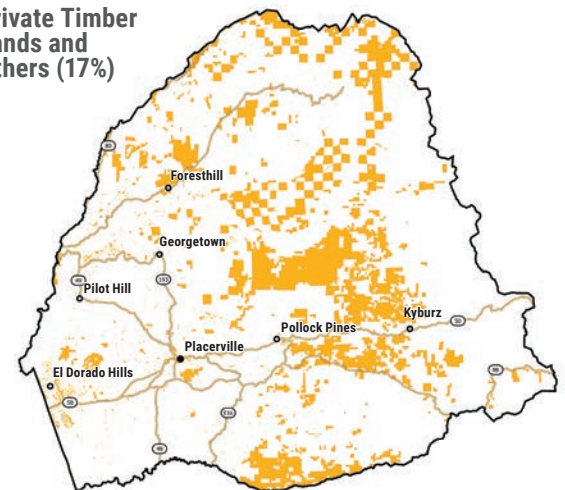 rivate Timber
ands and
thers (17%)
80
Foresthill
Georgetown
49
193
Pilot Hill
Kyburz
50
Pollock Pines
Placerville
89
El Dorado Hills
50
E16
49